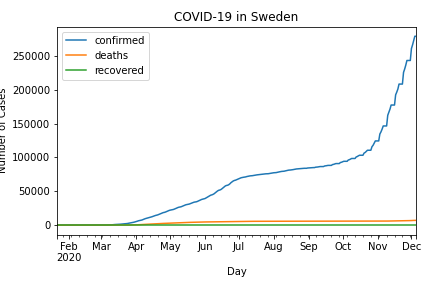 COVID-19 in Sweden
confirmed
deaths
recovered
Number of Cases
250000
200000
150000
100000
50000
0
Feb Mar Apr May Jun Jul Aug Sep Oct Nov Dec
2020
Day